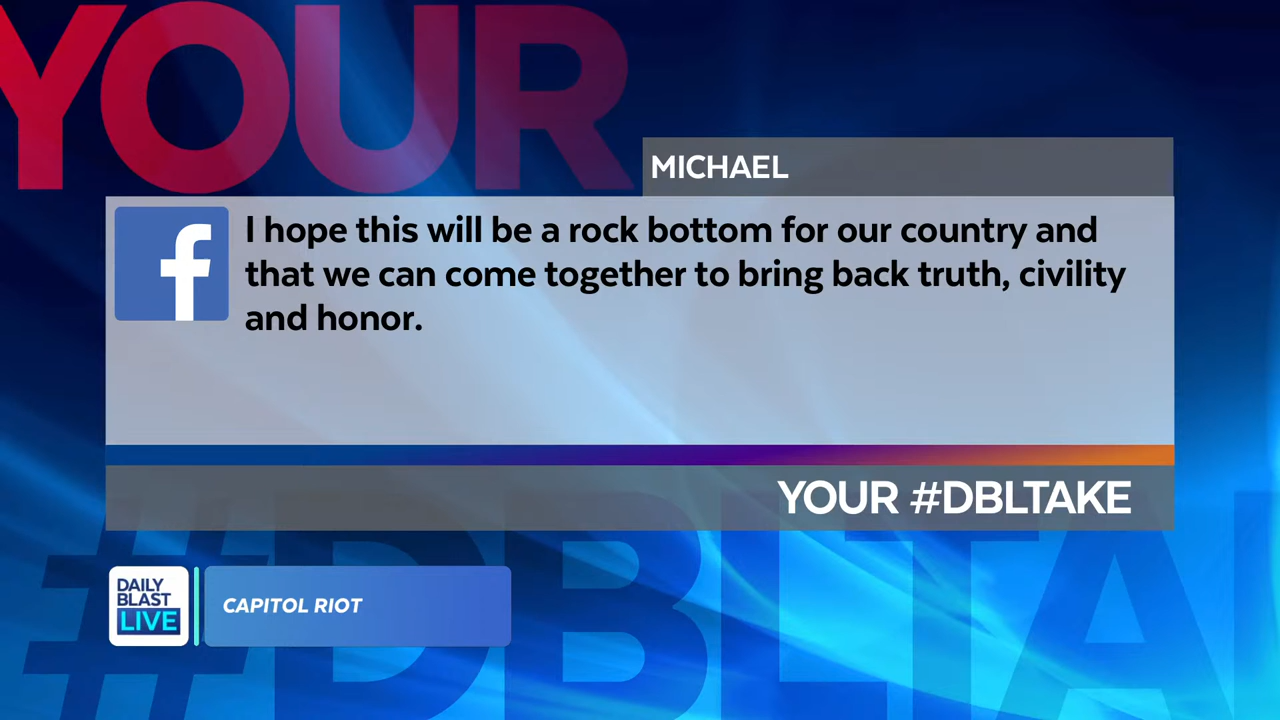 YOUR
MICHAEL
f
I hope this will be a rock bottom for our country and
that we can come together to bring back truth, civility
and honor.
YOUR #DBLTAKE
#DBLTA
DAILY
BLAST
LIVE
CAPITOL RIOT